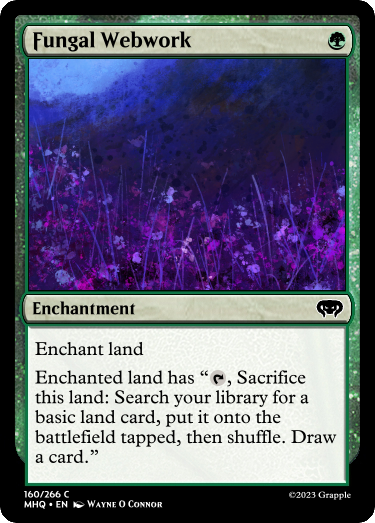 Fungal Webwork
Enchantment
Enchant land
Enchanted land has “, Sacrifice
this land: Search your library for a
basic land card, put it onto the
battlefield tapped, then shuffle. Draw
a card.”
160/266 C
©2023 Grapple
MHQ • EN Wayne O Connor